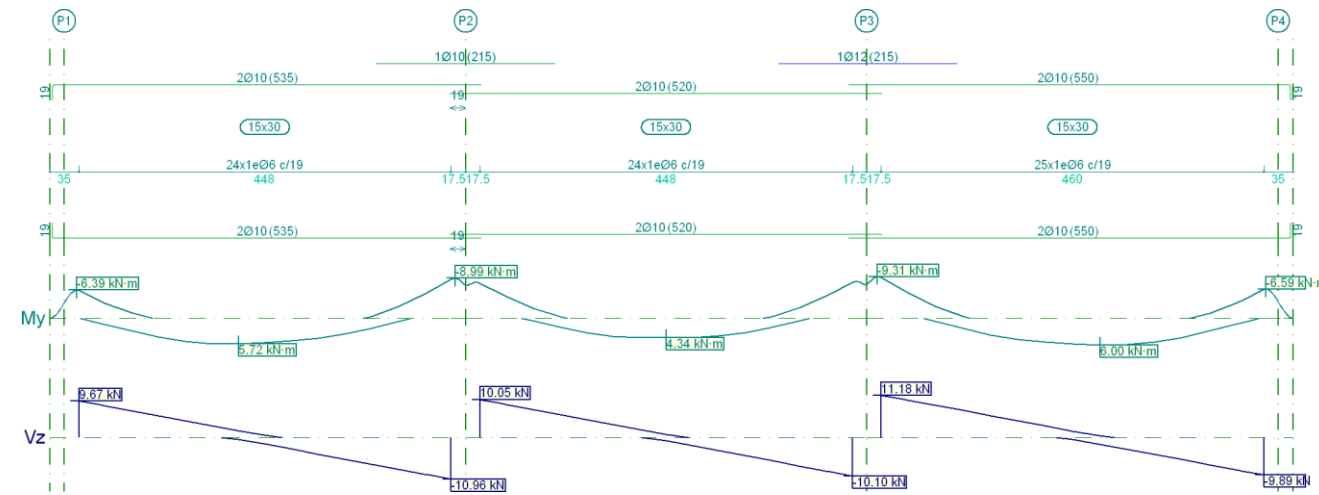 P1 P2 P3 P4
1Ø10(215) 1Ø12(215)
2Ø10(535) 2Ø10(520) 2Ø10(550)
19 19 19
15x30 15x30 15x30
24x1eØ6 c/19 24x1eØ6 c/19 25x1eØ6 c/19
35 448 17.5 17.5 448 17.5 17.5 460 35
19 2Ø10(535) 19 2Ø10(520) 2Ø10(550) 19
My -6.39 kN·m -8.99 kN·m -9.31 kN·m -6.59 kN·m
5.72 kN·m 4.34 kN·m 6.00 kN·m
9.67 kN 10.05 kN 11.18 kN
Vz
-10.96 kN -10.10 kN -9.89 kN